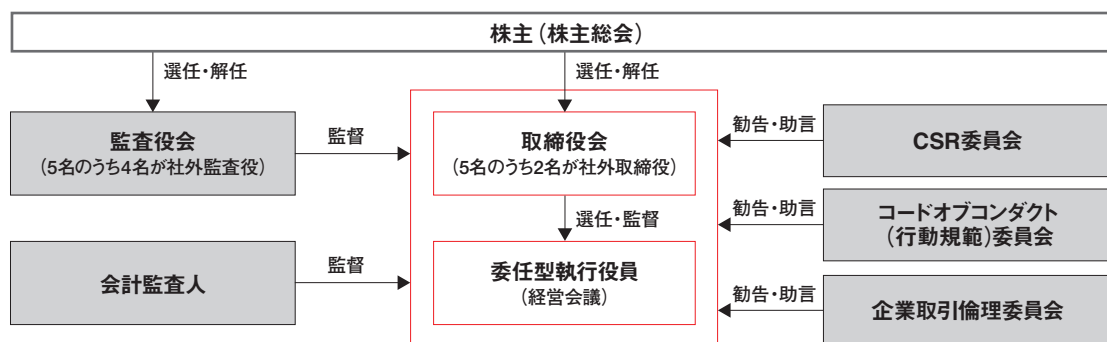 株主（株主総会）
選任・解任
選任・解任
監査役会
（5名のうち4名が社外監査役）
監督
取締役会
（5名のうち2名が社外取締役）
勧告・助言
CSR委員会
選任・監督
勧告・助言
コードオブコンダクト
（行動規範）委員会
会計監査人
監督
委任型執行役員
（経営会議）
勧告・助言
企業取引倫理委員会